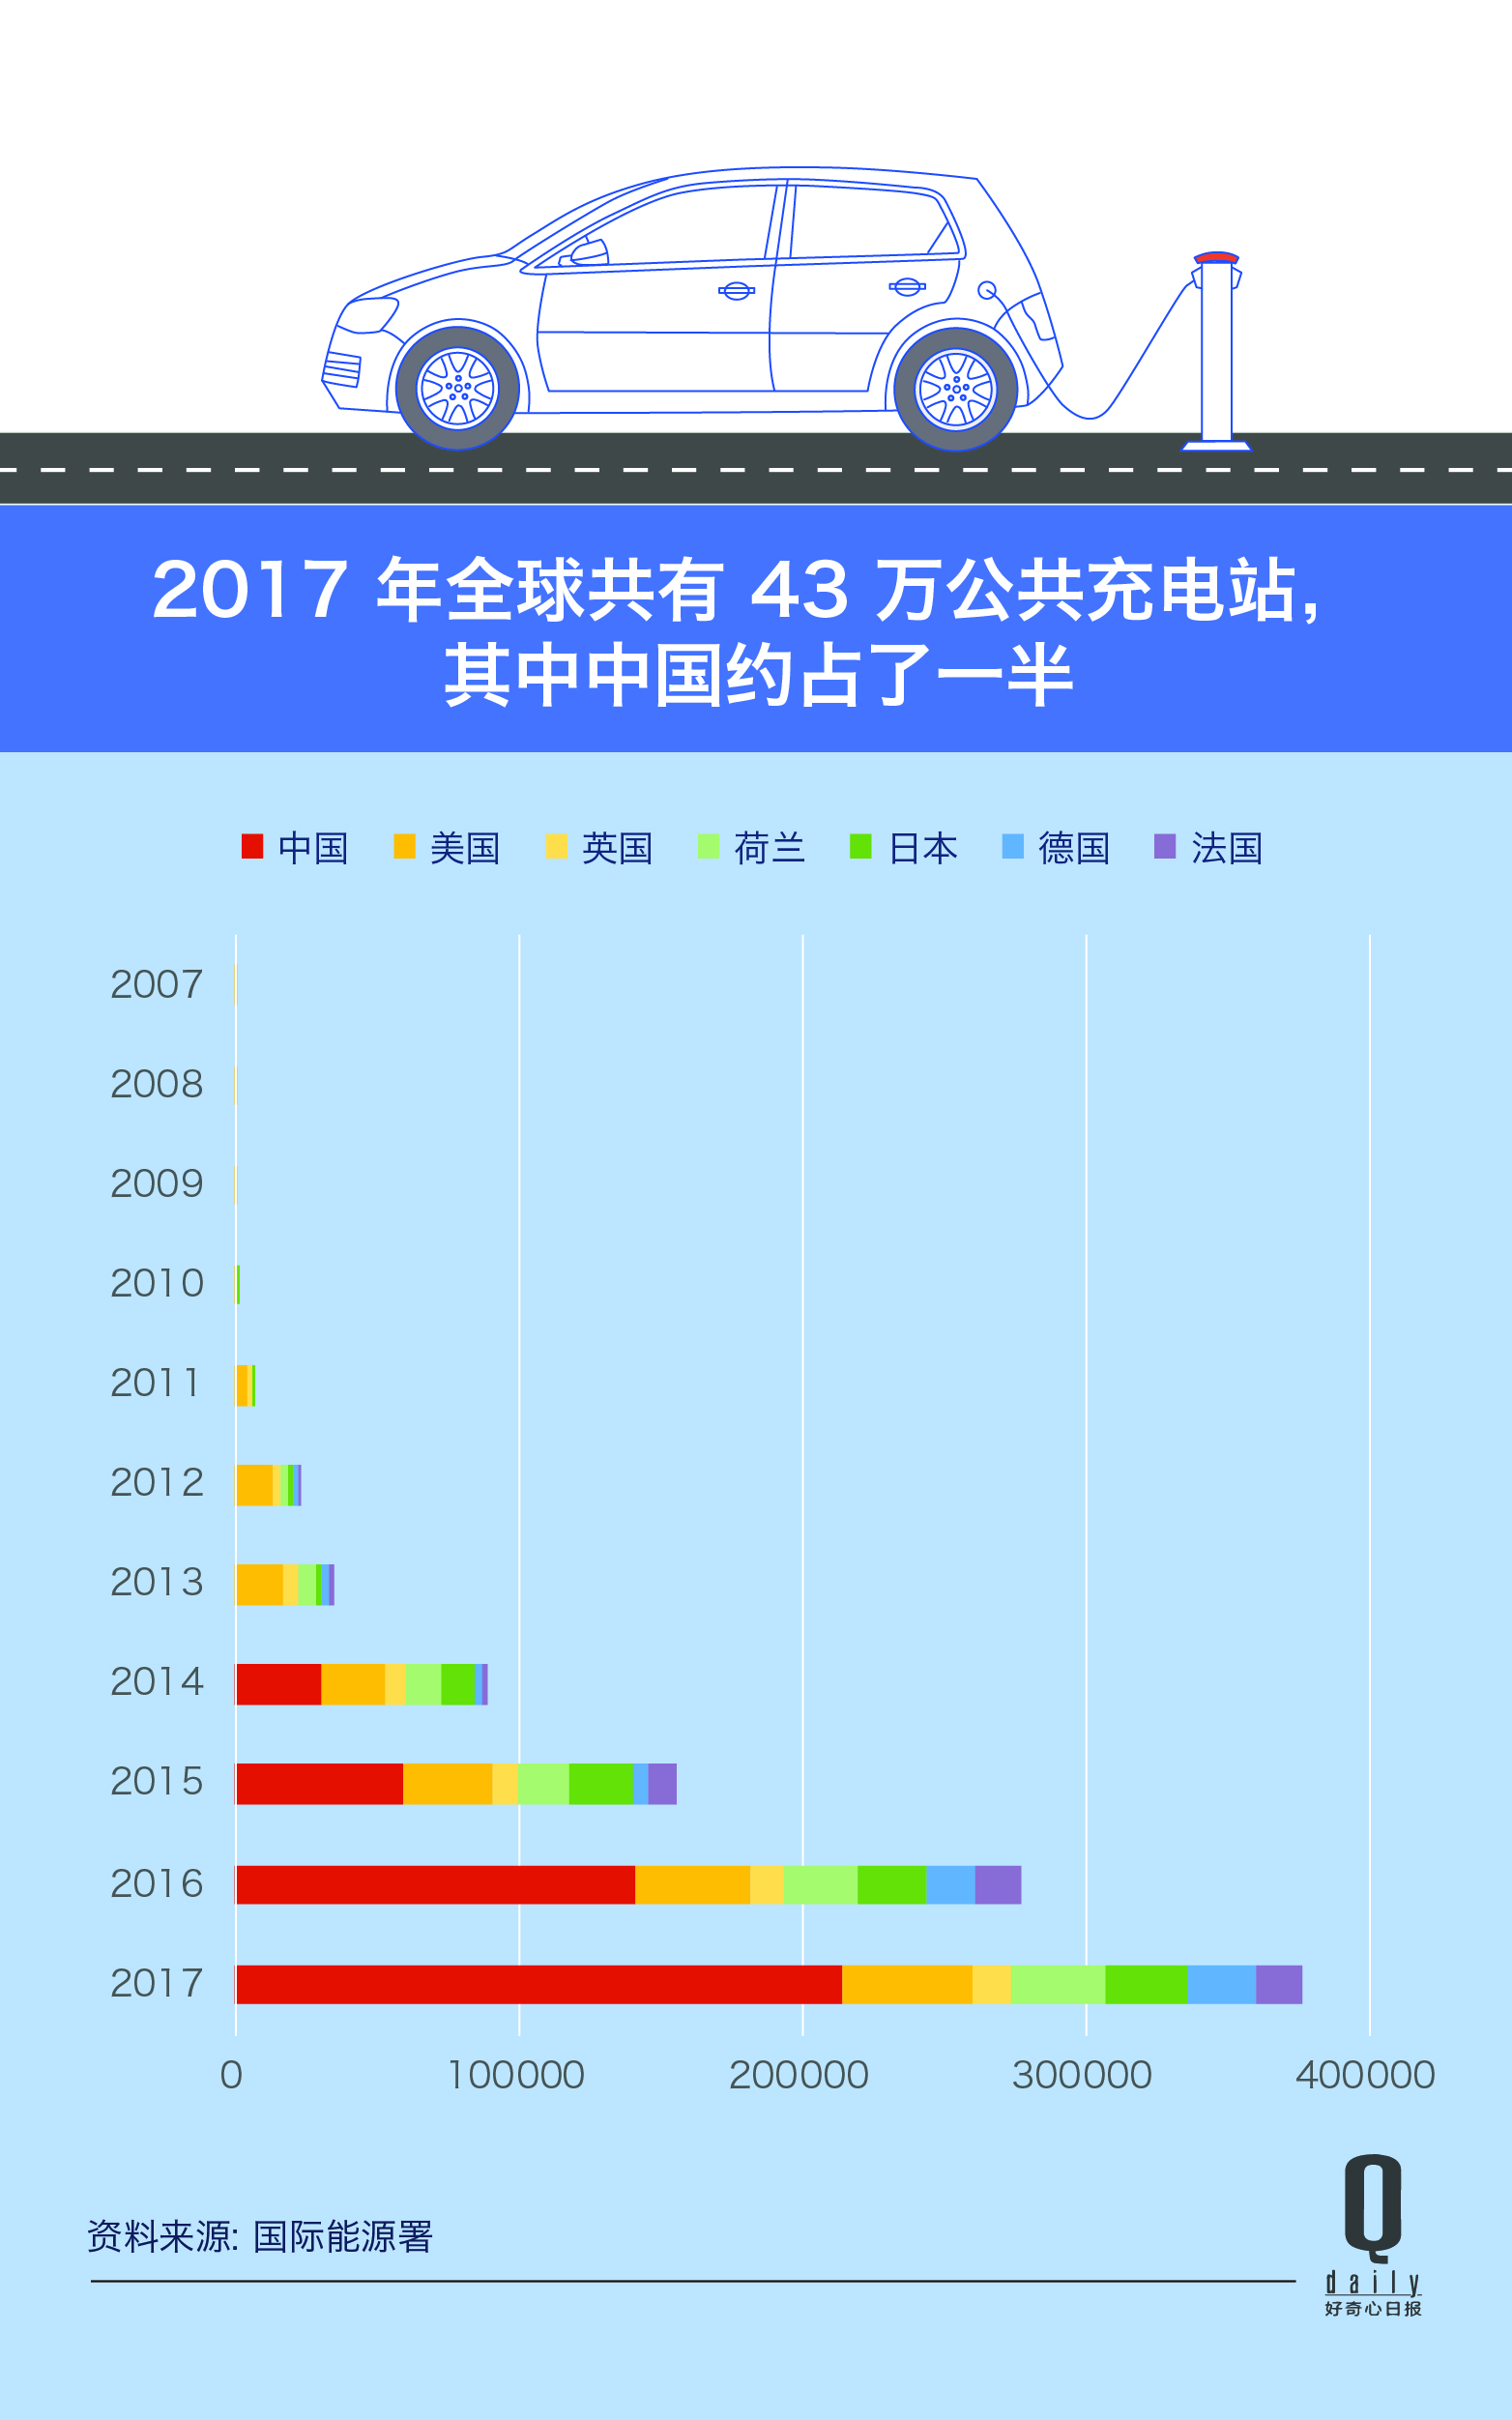 2017 年全球共有 43 万公共充电站,
其中中国约占了一半
中国 美国 英国 荷兰 日本 德国 法国
2007
2008
2009
2010
2011
2012
2013
2014
2015
2016
2017
0 100000 200000 300000 400000
资料来源: 国际能源署
Q
daily
好奇心日报